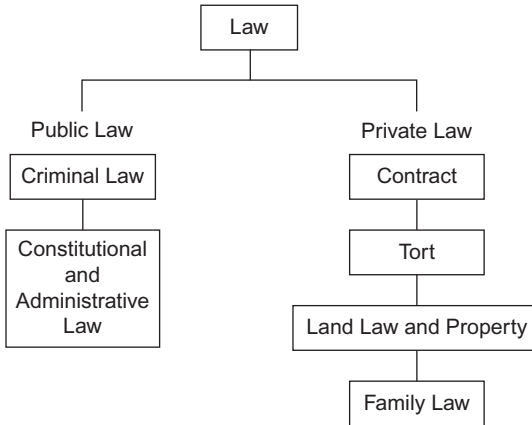 Law
Public Law
Private Law
Criminal Law
Contract
Constitutional
and
Administrative
Law
Tort
Land Law and Property
Family Law